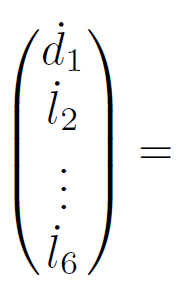 ḋ₁
l̇₂
⋮
l̇₆
=